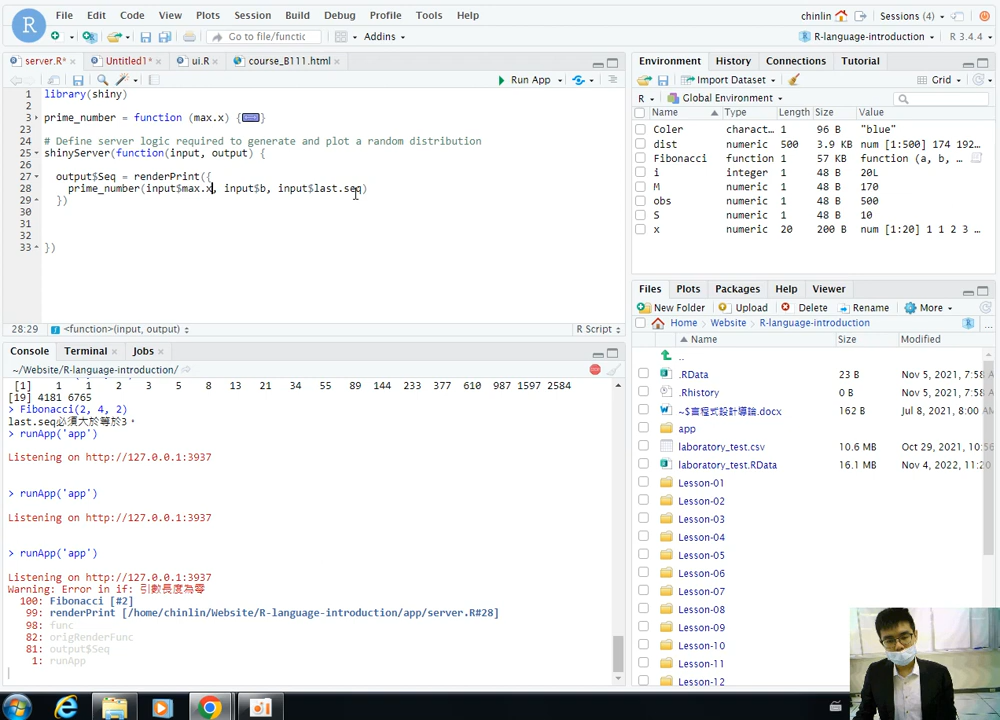 File Edit Code View Plots Session Build Debug Profile Tools Help
chinlin Sessions (4)
Go to file/functic Addins
R-language-introduction R 3.4.4
server.R* Untitled1* ui.R course_B111.html
Run App
1 library(shiny)
2
3 prime_number = function (max.x) {}
23
24 # Define server logic required to generate and plot a random distribution
25 shinyServer(function(input, output) {
26
27 output$Seq = renderPrint({
28 prime_number(input$max.x, input$b, input$last.seq)
29 })
30
31
32
33 })
28:29 <function>(input, output) R Script
Console Terminal Jobs
~/Website/R-language-introduction/
[1] 1 1 2 3 5 8 13 21 34 55 89 144 233 377 610 987 1597 2584
[19] 4181 6765
> Fibonacci(2, 4, 2)
last.seq必須大於等於3。
> runApp('app')
Listening on http://127.0.0.1:3937
> runApp('app')
Listening on http://127.0.0.1:3937
> runApp('app')
Listening on http://127.0.0.1:3937
Warning: Error in if: 引數長度為零
100: Fibonacci [#2]
99: renderPrint [/home/chinlin/Website/R-language-introduction/app/server.R#28]
98: func
82: origRenderFunc
81: output$Seq
1: runApp
Environment History Connections Tutorial
Import Dataset Grid
R Global Environment
Name Type Length Size Value
Coler charact... 1 96 B "blue"
dist numeric 500 3.9 KB num [1:500] 174 192...
Fibonacci function 1 57 KB function (a, b, ...
i integer 1 48 B 20L
M numeric 1 48 B 170
obs numeric 1 48 B 500
S numeric 1 48 B 10
x numeric 20 200 B num [1:20] 1 1 2 3 ...
Files Plots Packages Help Viewer
New Folder Upload Delete Rename More
Home Website R-language-introduction
Name Size Modified
..
.RData 23 B Nov 5, 2021, 7:58
.Rhistory 0 B Nov 5, 2021, 7:58
~$言程式設計導論.docx 162 B Jul 8, 2021, 8:00
app
laboratory_test.csv 10.6 MB Oct 29, 2021, 10:56
laboratory_test.RData 16.1 MB Nov 4, 2022, 11:20
Lesson-01
Lesson-02
Lesson-03
Lesson-04
Lesson-05
Lesson-06
Lesson-07
Lesson-08
Lesson-09
Lesson-10
Lesson-11
Lesson-12